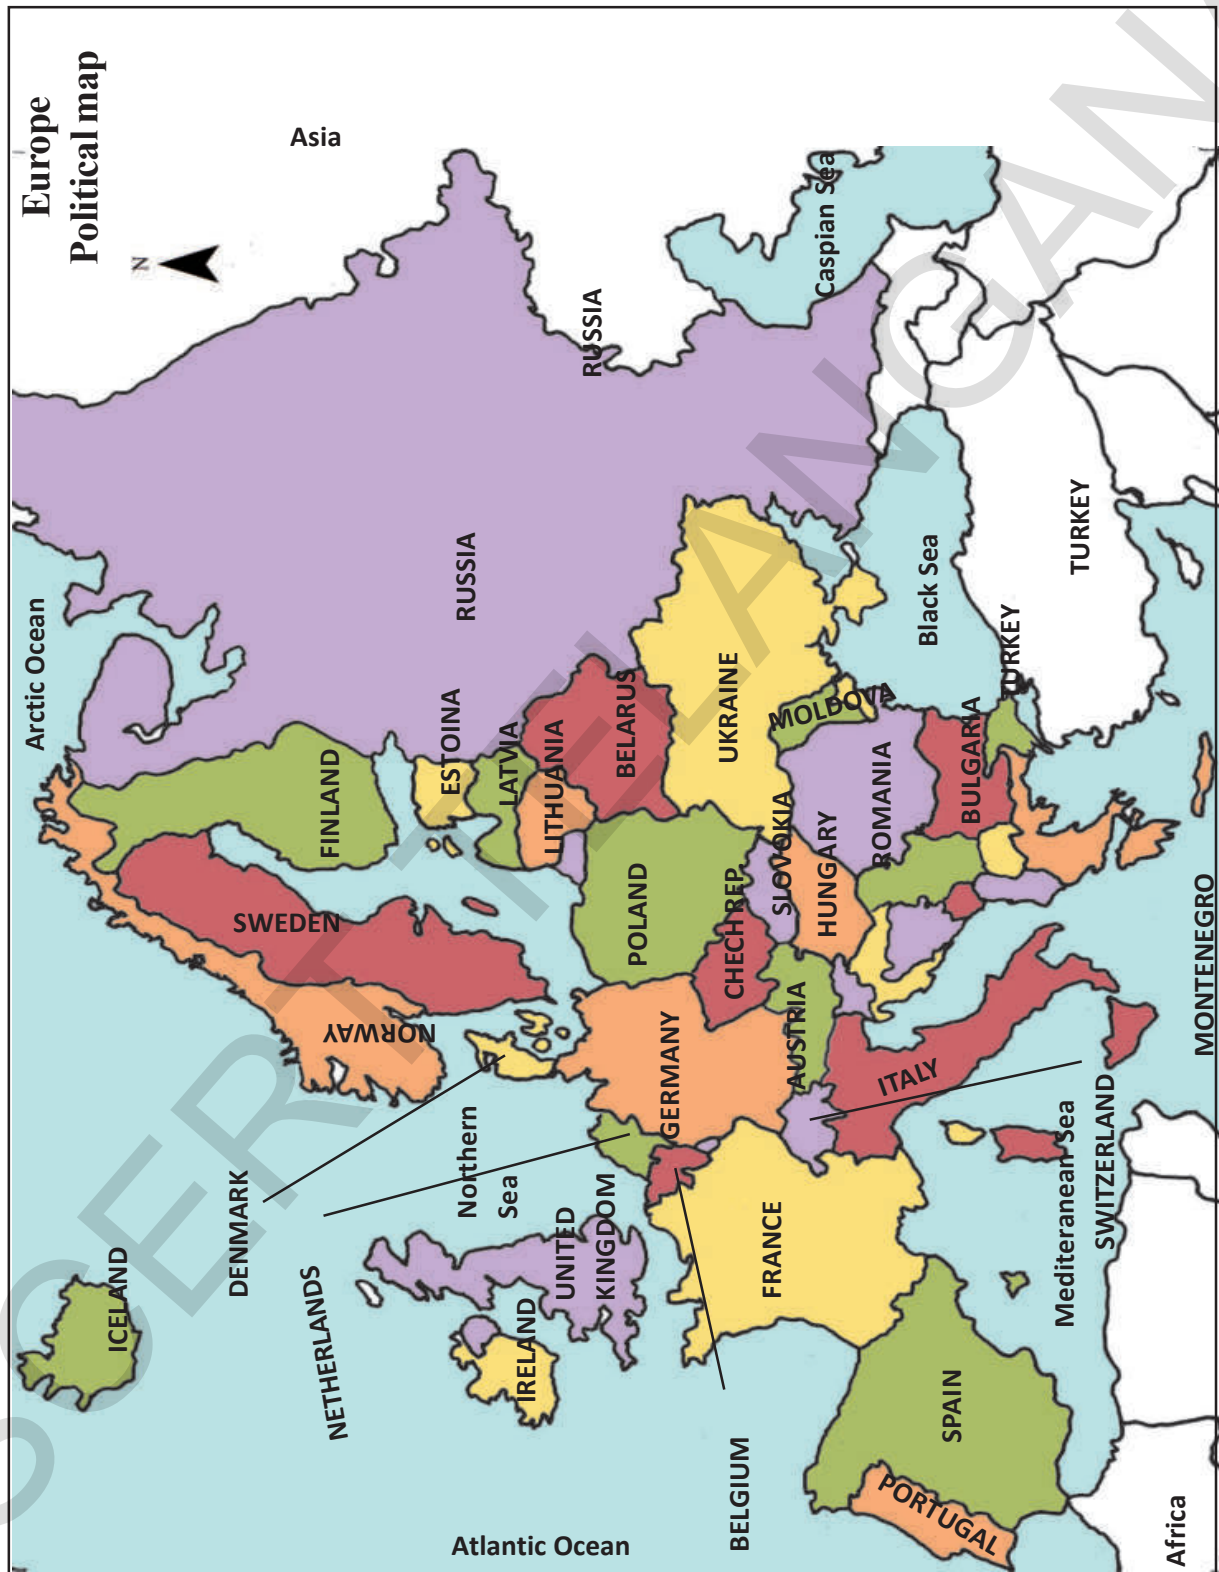 Europe
Political map
N
Asia
Arctic Ocean
RUSSIA
RUSSIA
Caspian Sea
ICELAND
NORWAY
SWEDEN
FINLAND
ESTOINA
LATVIA
LITHUANIA
BELARUS
DENMARK
NETHERLANDS
Northern
Sea
UNITED
KINGDOM
IRELAND
POLAND
GERMANY
CHECH REP
SLOVOKIA
UKRAINE
MOLDOVA
AUSTRIA
HUNGARY
ROMANIA
BULGARIA
Black Sea
TURKEY
TURKEY
BELGIUM
FRANCE
ITALY
SWITZERLAND
MONTENEGRO
Mediteranean Sea
SPAIN
PORTUGAL
Atlantic Ocean
Africa
SCERT TELANGANA